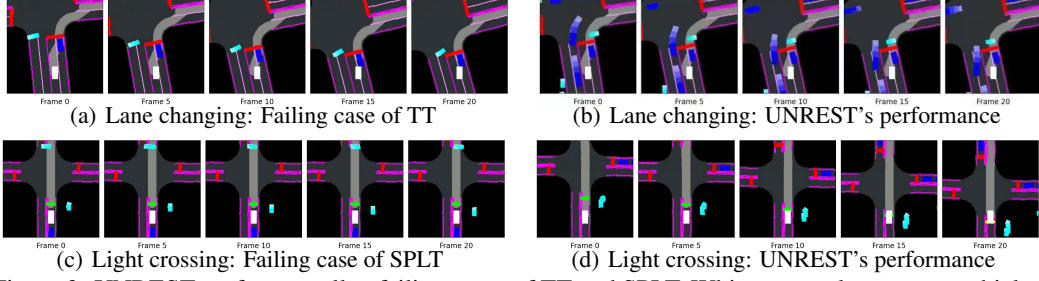 Frame 0 Frame 5 Frame 10 Frame 15 Frame 20 Frame 0 Frame 5 Frame 10 Frame 15 Frame 20
(a) Lane changing: Failing case of TT (b) Lane changing: UNREST's performance
Frame 0 Frame 5 Frame 10 Frame 15 Frame 20 Frame 0 Frame 5 Frame 10 Frame 15 Frame 20
(c) Light crossing: Failing case of SPLT (d) Light crossing: UNREST's performance